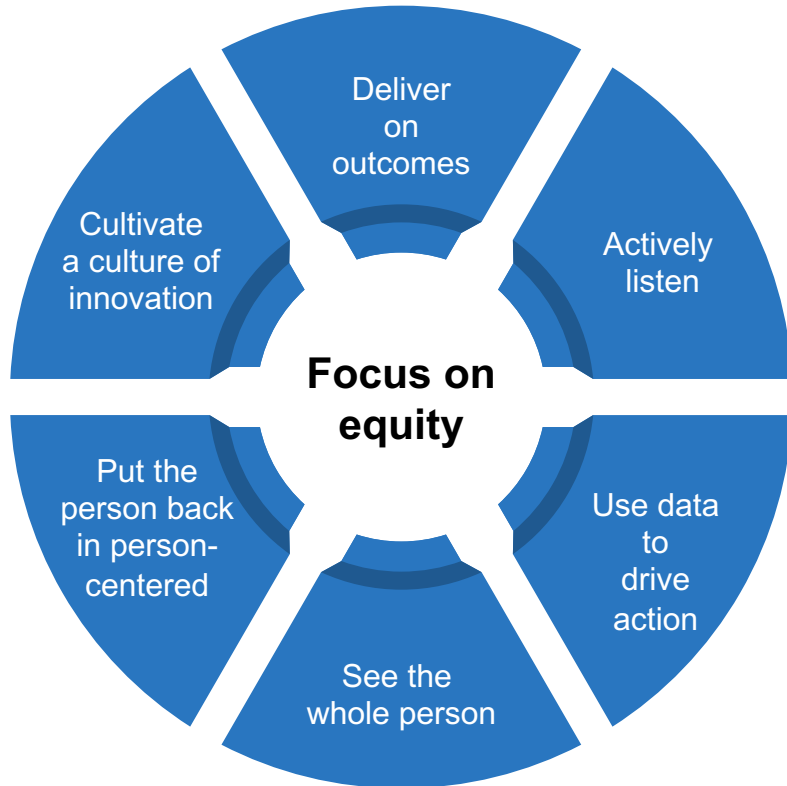 Deliver
on
outcomes
Actively
listen
Use data
to
drive
action
See the
whole person
Put the
person back
in person-
centered
Cultivate
a culture of
innovation
Focus on
equity